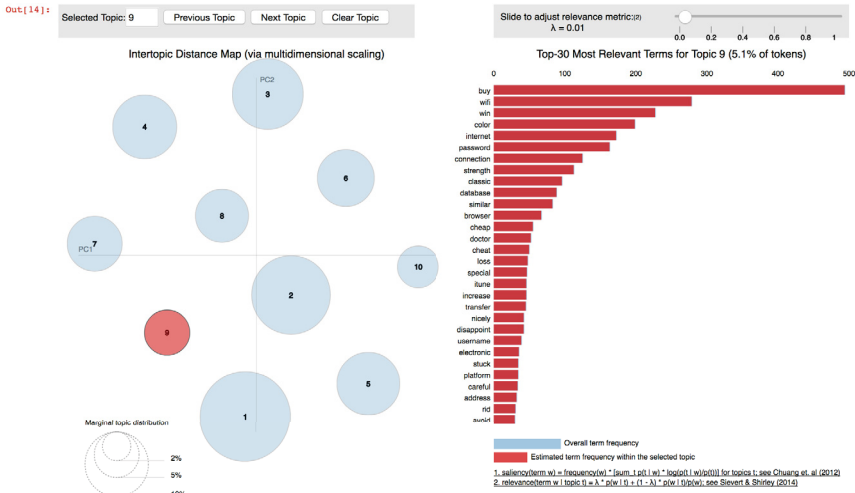 Out[14]:
Selected Topic: 9 Previous Topic Next Topic Clear Topic
Slide to adjust relevance metric:(2)
λ = 0.01
0.0 0.2 0.4 0.6 0.8 1
Intertopic Distance Map (via multidimensional scaling)
PC2
3
4
6
8
7
PC1
10
2
9
5
1
Marginal topic distribution
2%
5%
10%
Top-30 Most Relevant Terms for Topic 9 (5.1% of tokens)
0 100 200 300 400 500
buy
wifi
win
color
internet
password
connection
strength
classic
database
similar
browser
cheap
doctor
cheat
loss
special
itune
increase
transfer
nicely
disappoint
username
electronic
stuck
platform
careful
address
rid
avoid
Overall term frequency
Estimated term frequency within the selected topic
1. saliency(term w) = frequency(w) * [sum_t p(t | w) * log(p(t | w)/p(t))] for topics t; see Chuang et. al (2012)
2. relevance(term w | topic t) = λ * p(w | t) + (1 - λ) * p(w | t)/p(w); see Sievert & Shirley (2014)